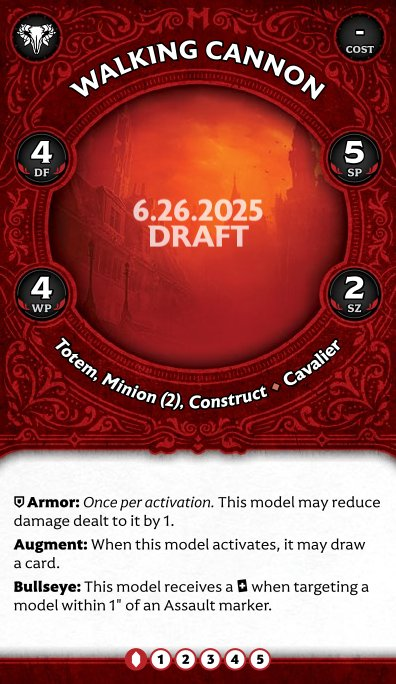 -
COST
WALKING CANNON
4
DF
5
SP
6.26.2025
DRAFT
4
WP
2
SZ
Totem, Minion (2), Construct ♦ Cavalier
Armor: Once per activation. This model may reduce
damage dealt to it by 1.
Augment: When this model activates, it may draw
a card.
Bullseye: This model receives a + when targeting a
model within 1" of an Assault marker.
1 2 3 4 5